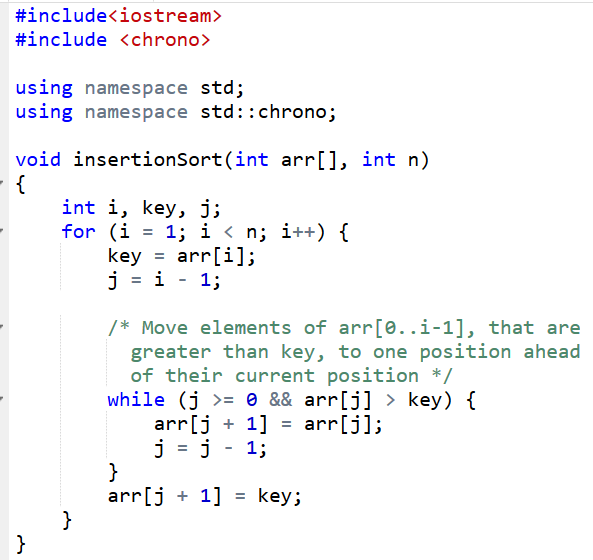 #include<iostream>
#include <chrono>
using namespace std;
using namespace std::chrono;
void insertionSort(int arr[], int n)
{
    int i, key, j;
    for (i = 1; i < n; i++) {
        key = arr[i];
        j = i - 1;
        /* Move elements of arr[0..i-1], that are
          greater than key, to one position ahead
          of their current position */
        while (j >= 0 && arr[j] > key) {
            arr[j + 1] = arr[j];
            j = j - 1;
        }
        arr[j + 1] = key;
    }
}